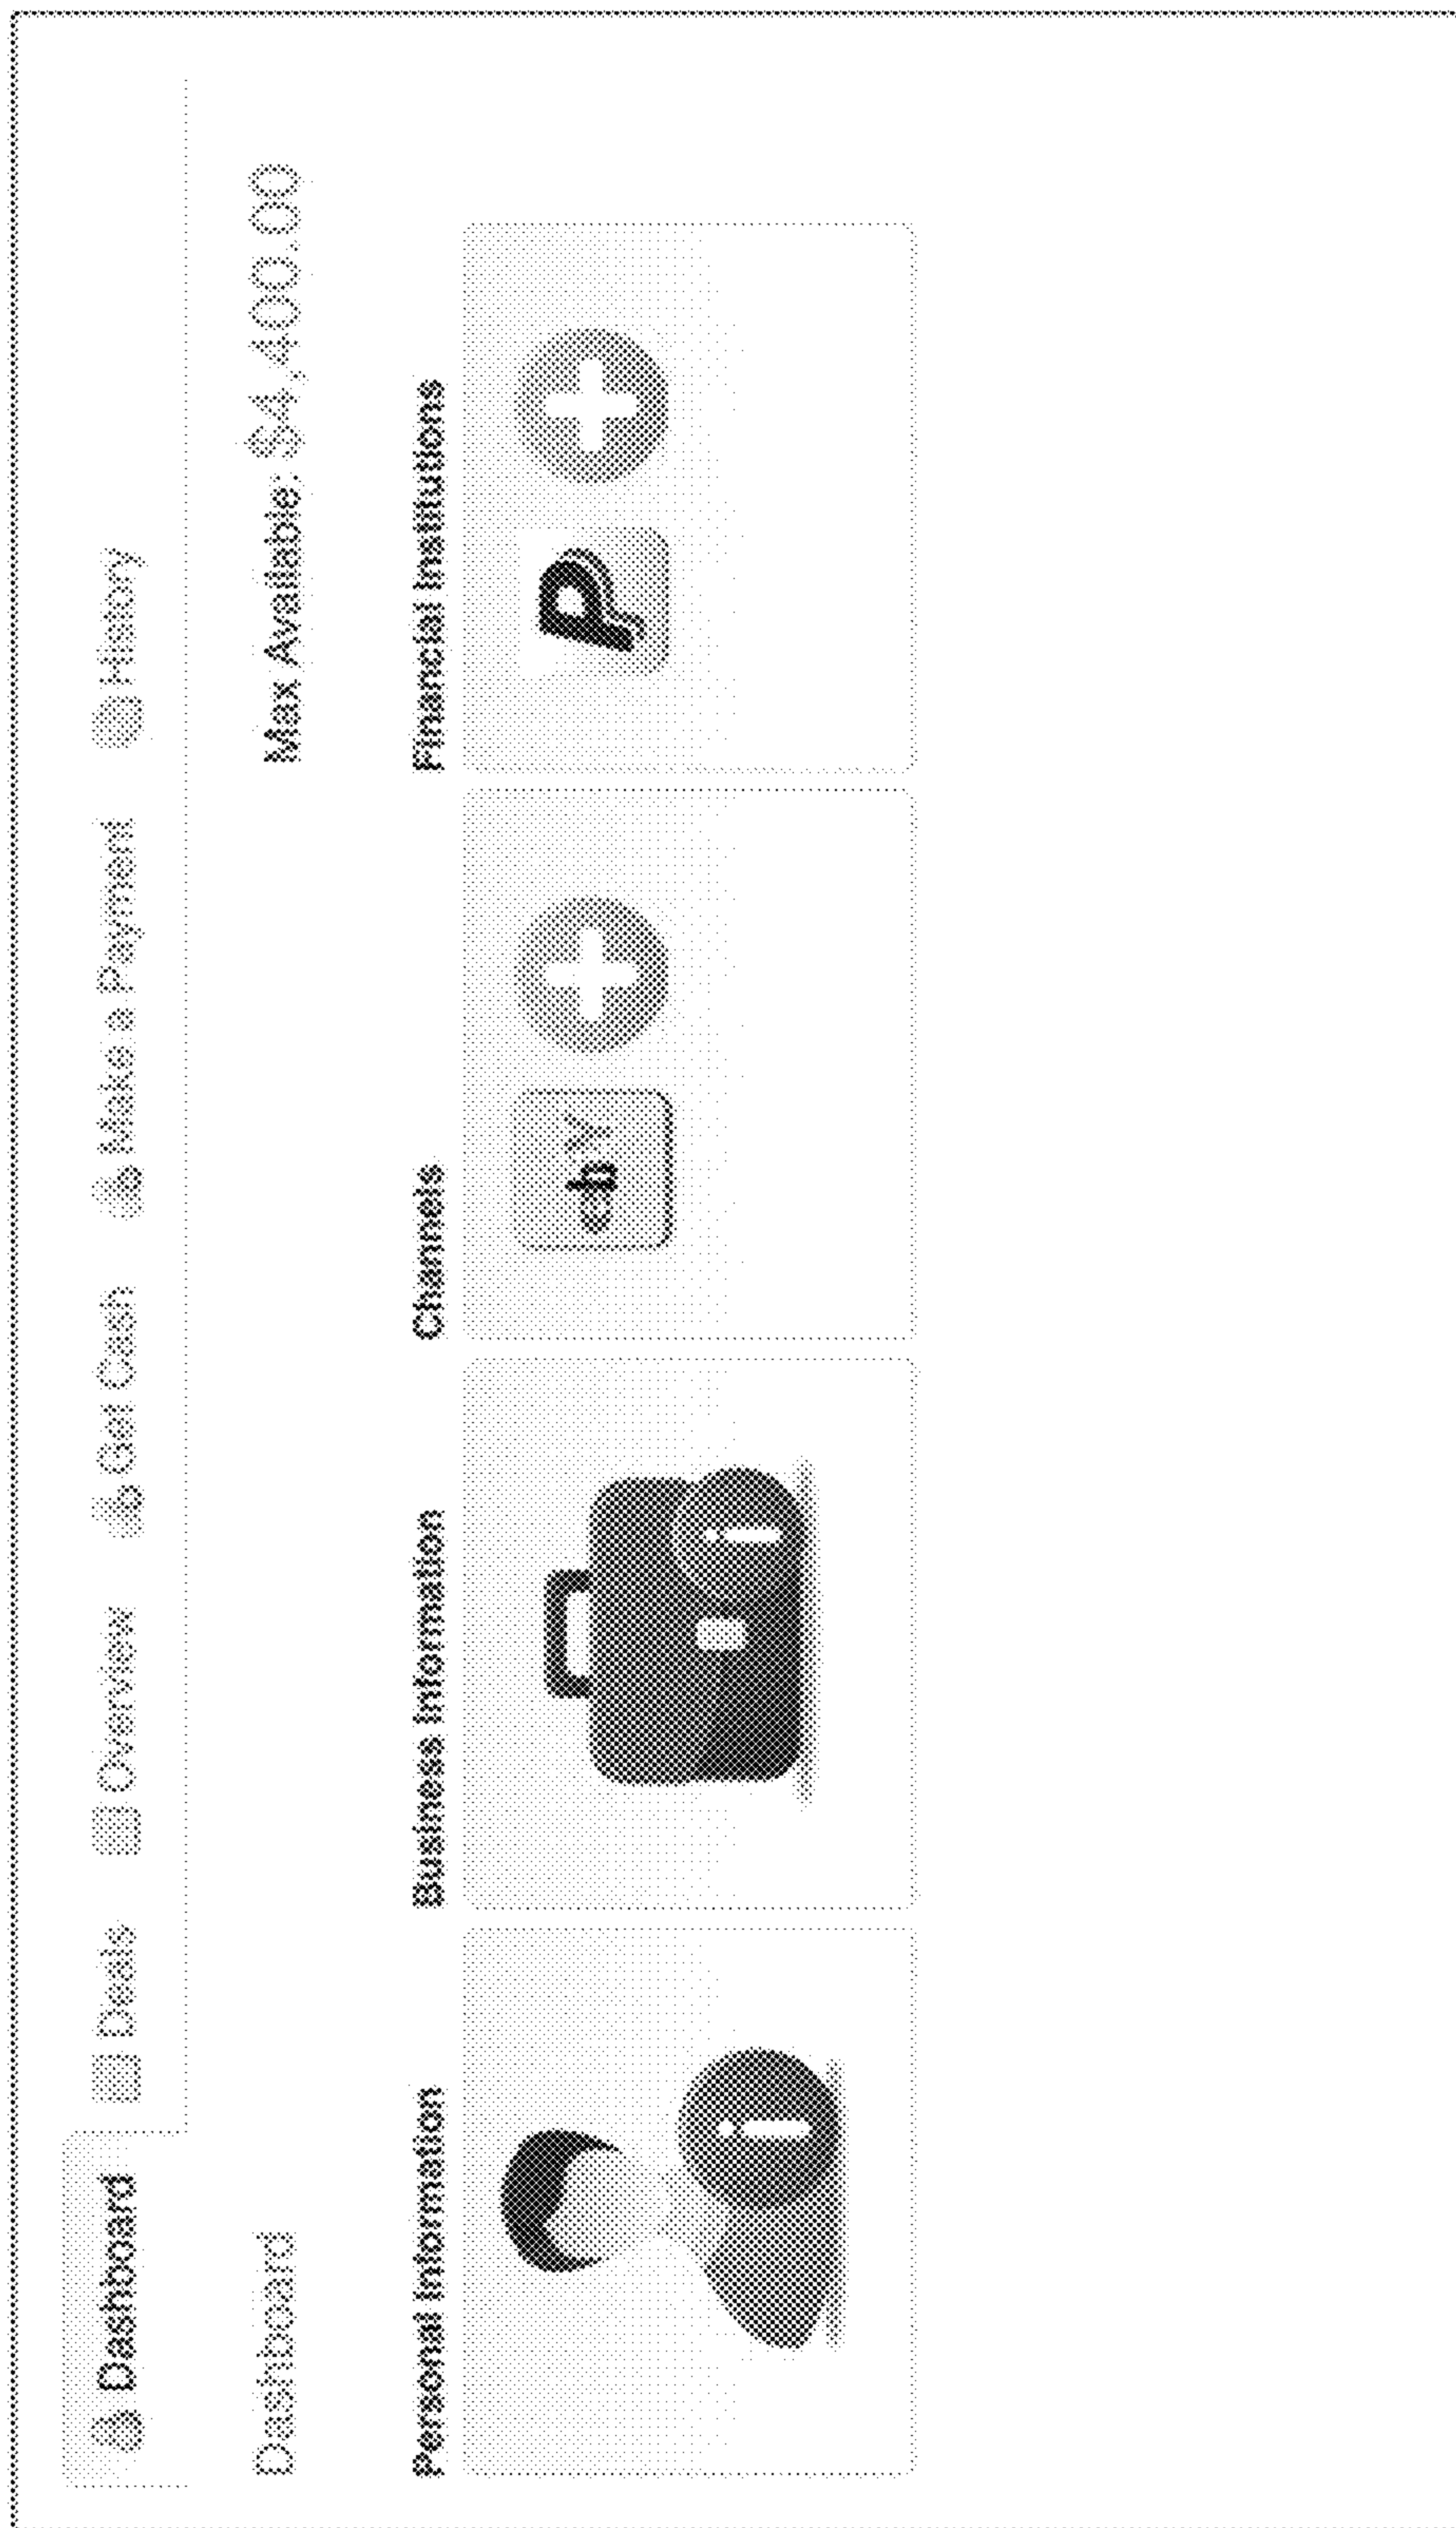 Dashboard Deals Overview Get Cash Make a Payment History
Dashboard Max Available: $4,400.00
Personal Information Business Information Channels Financial Institutions
ebY
P